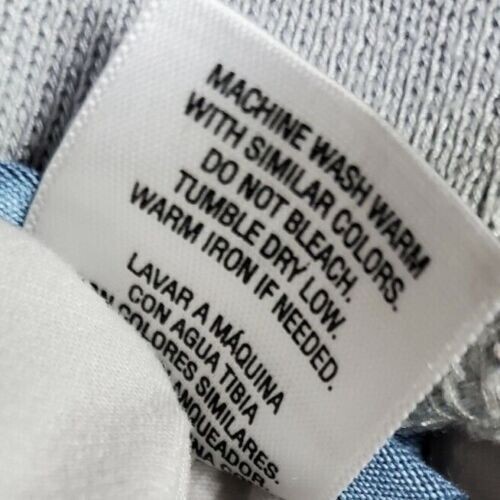 MACHINE WASH WARM
WITH SIMILAR COLORS.
DO NOT BLEACH.
TUMBLE DRY LOW.
WARM IRON IF NEEDED.
LAVAR A MÁQUINA
CON AGUA TIBIA
COLORES SIMILARES.
BLANQUEADOR